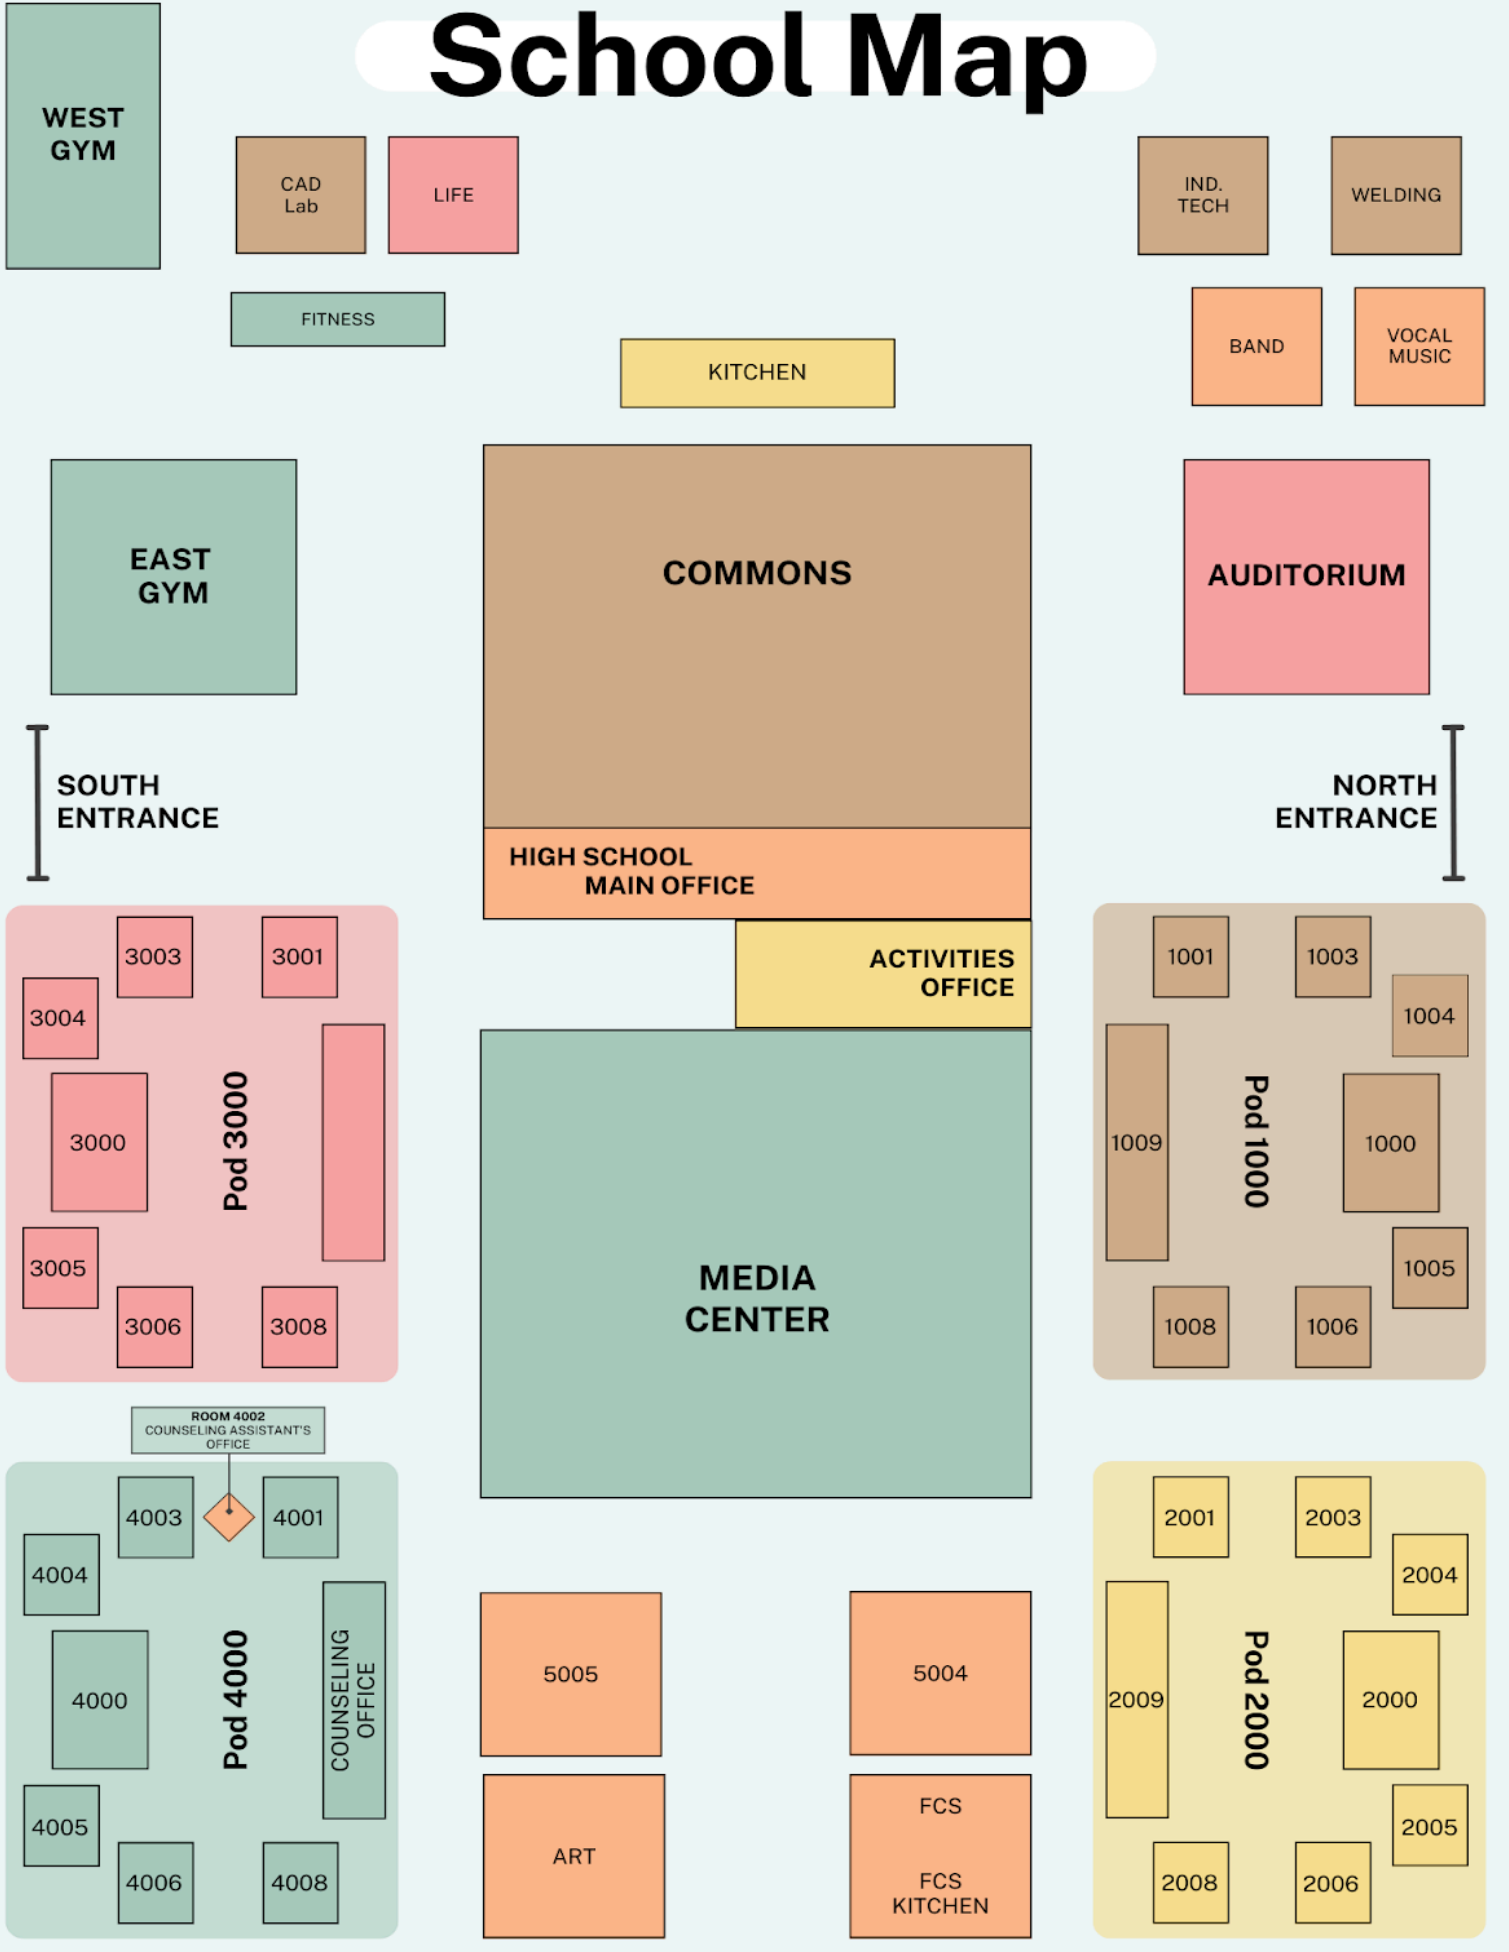 School Map
WEST
GYM
CAD
Lab
LIFE
IND.
TECH
WELDING
FITNESS
BAND
VOCAL
MUSIC
KITCHEN
EAST
GYM
COMMONS
AUDITORIUM
SOUTH
ENTRANCE
NORTH
ENTRANCE
HIGH SCHOOL
MAIN OFFICE
ACTIVITIES
OFFICE
3003
3001
3004
3000
Pod 3000
3005
3006
3008
1001
1003
1004
1009
Pod 1000
1000
1005
1008
1006
MEDIA
CENTER
ROOM 4002
COUNSELING ASSISTANT'S
OFFICE
4003
4001
4004
4000
Pod 4000
COUNSELING
OFFICE
4005
4006
4008
5005
5004
ART
FCS
FCS
KITCHEN
2001
2003
2004
2009
Pod 2000
2000
2005
2008
2006